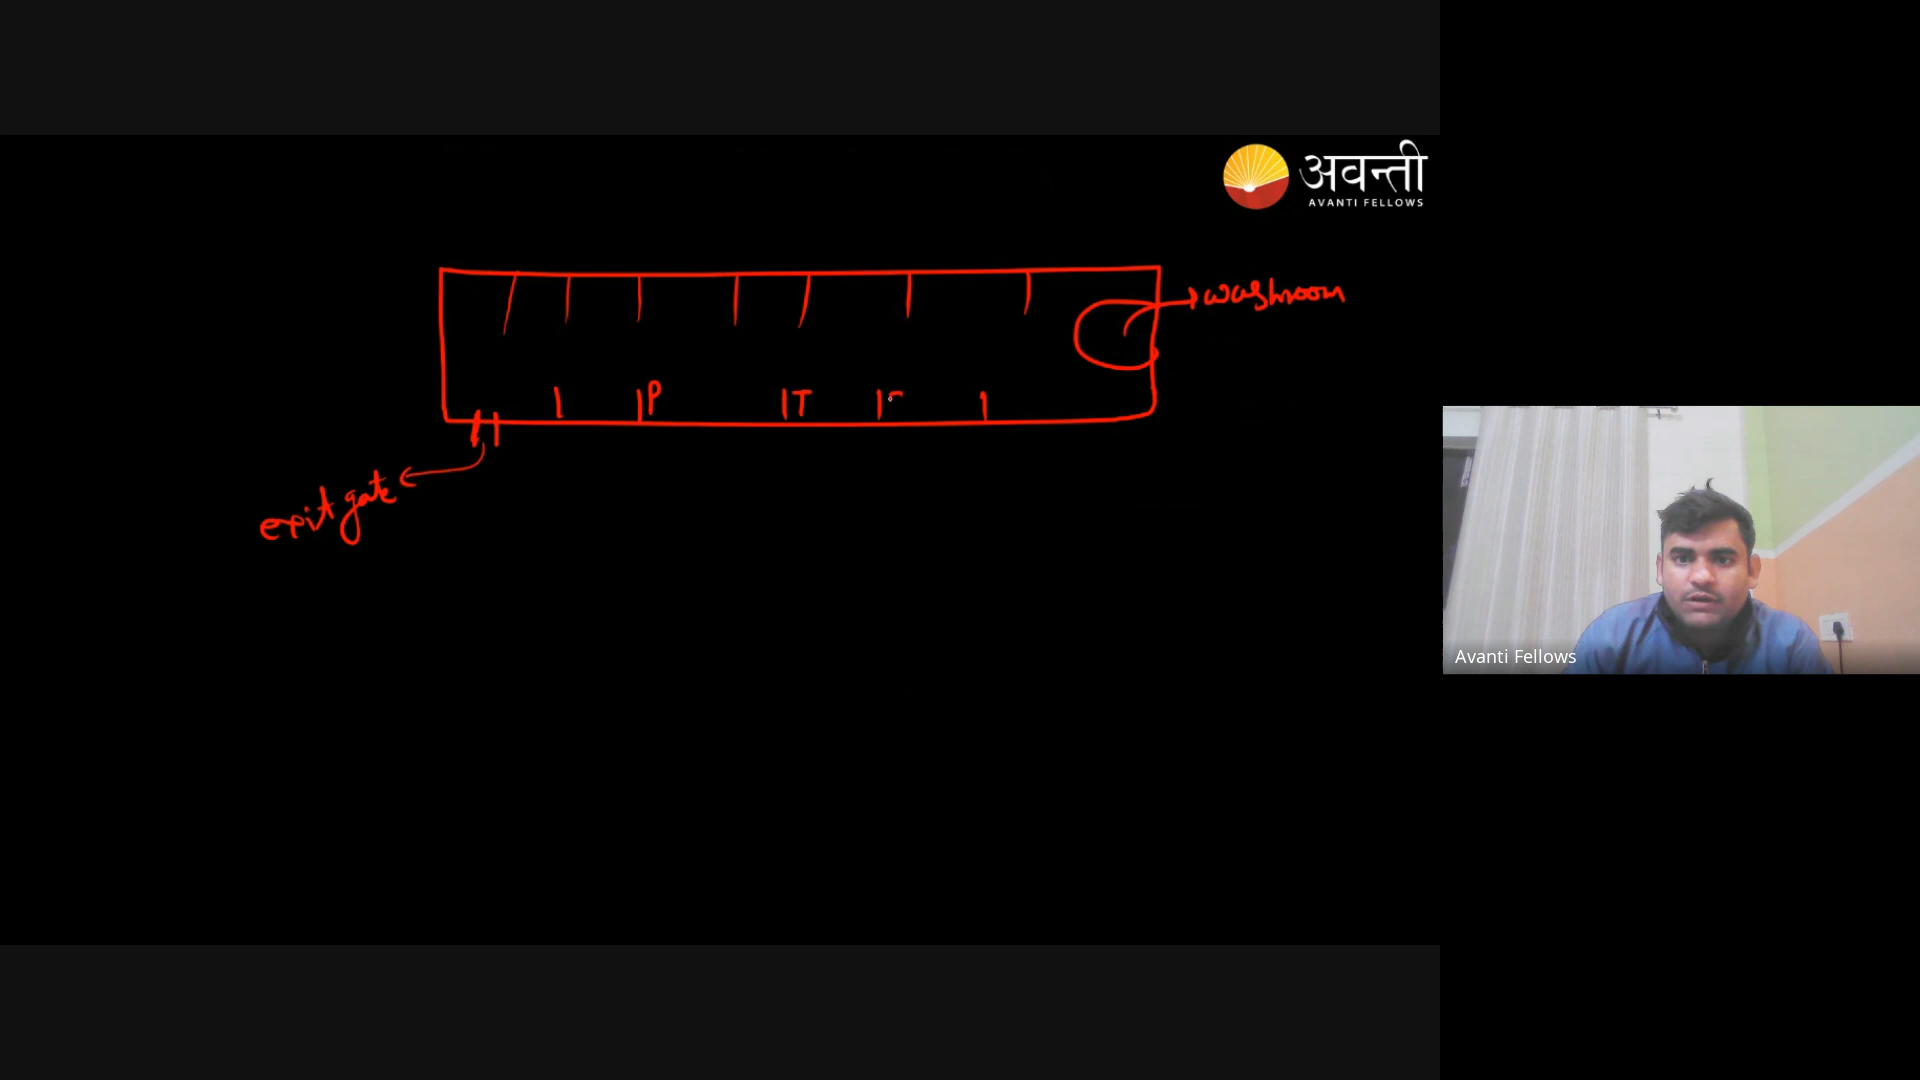 अवन्ती
AVANTI FELLOWS
washroom
P
T
exit gate
Avanti Fellows